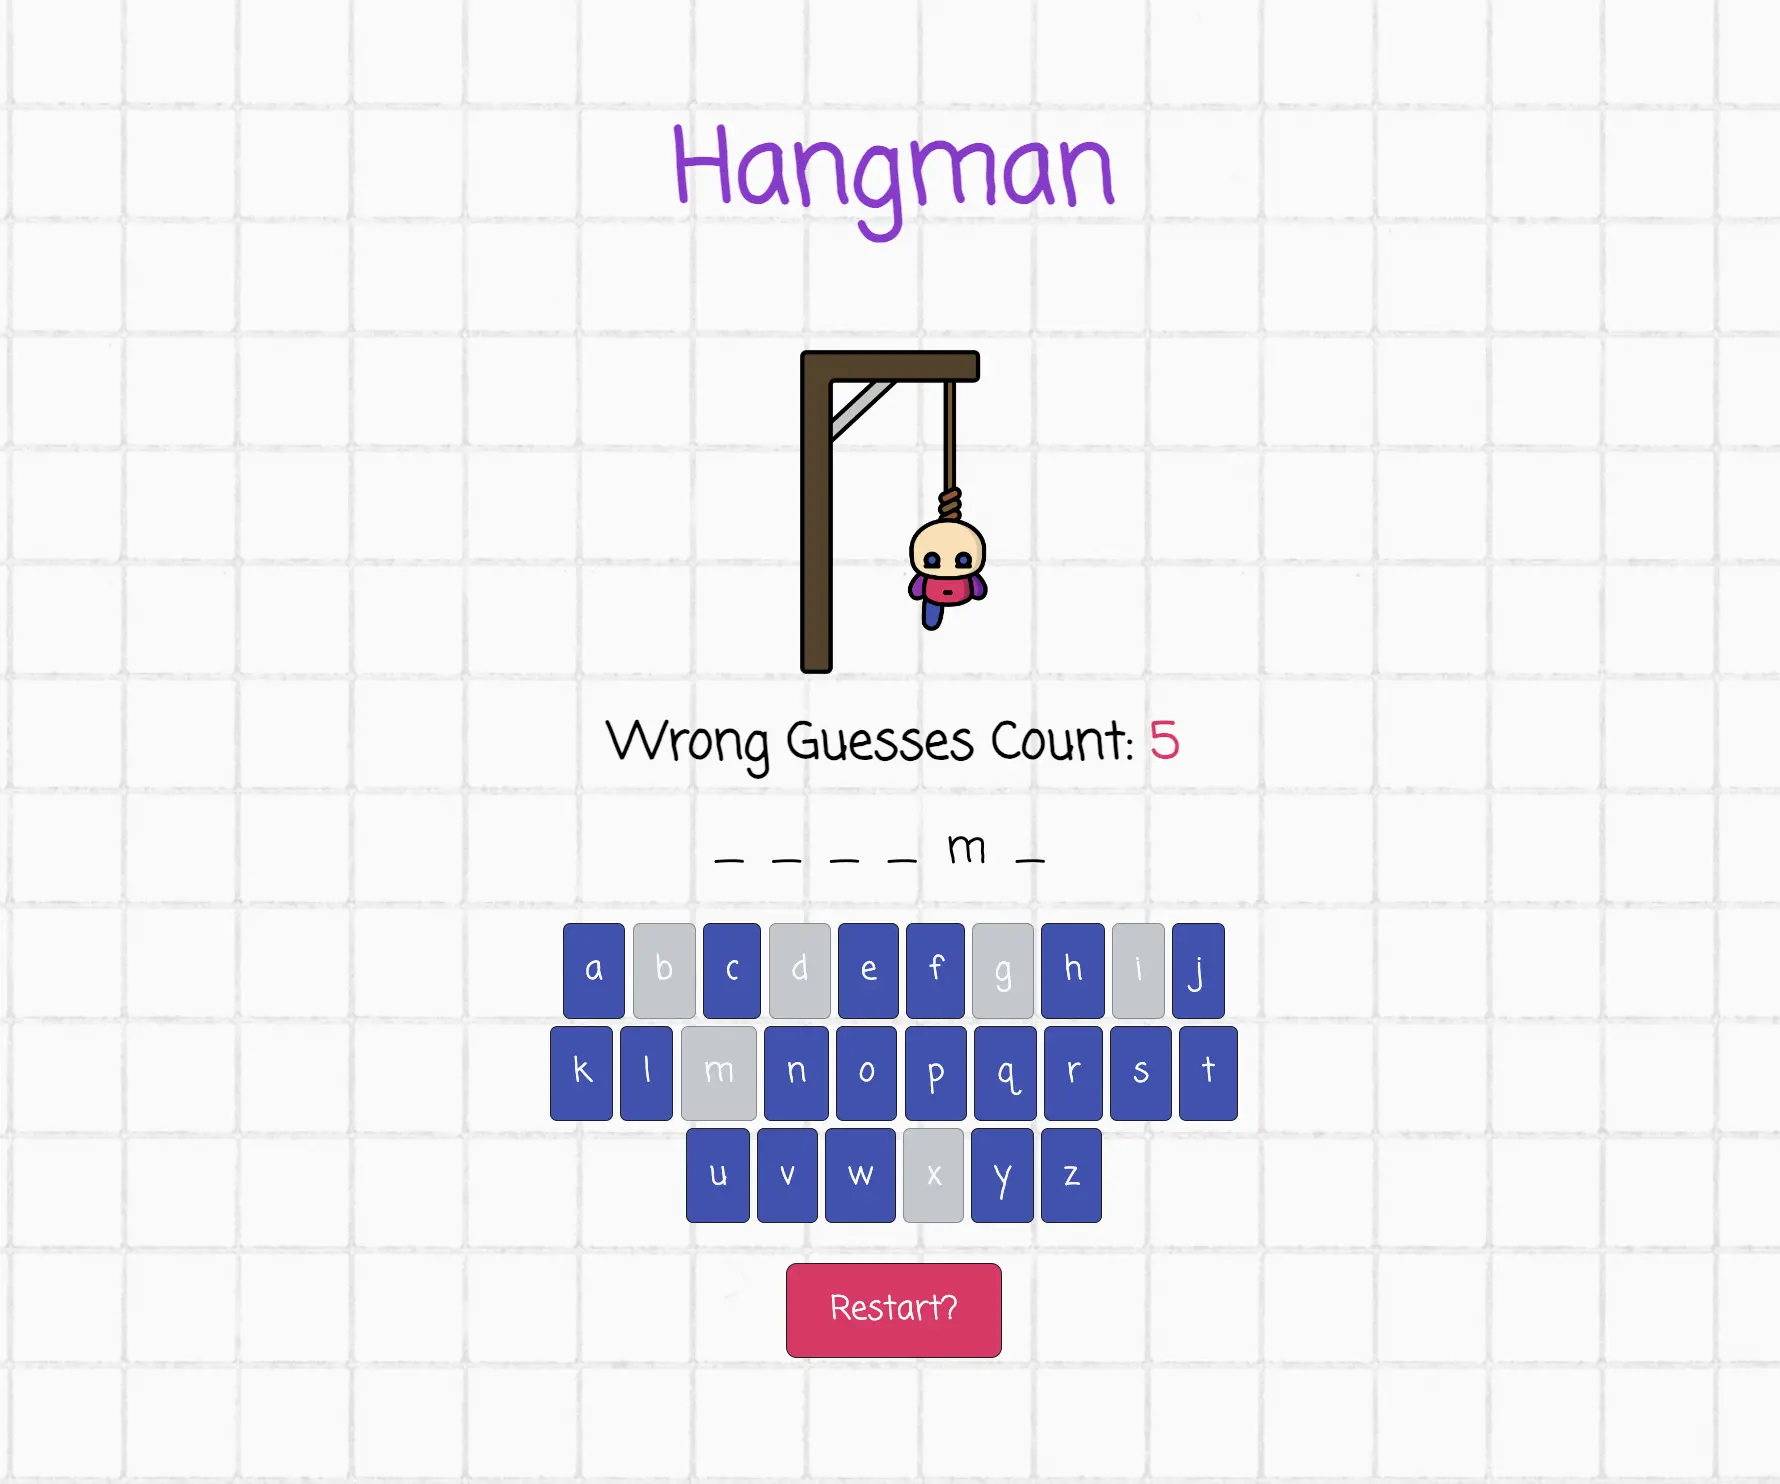 Hangman
Wrong Guesses Count: 5
_ _ _ _ m _
a b c d e f g h i j
k l m n o p q r s t
u v w x y z
Restart?